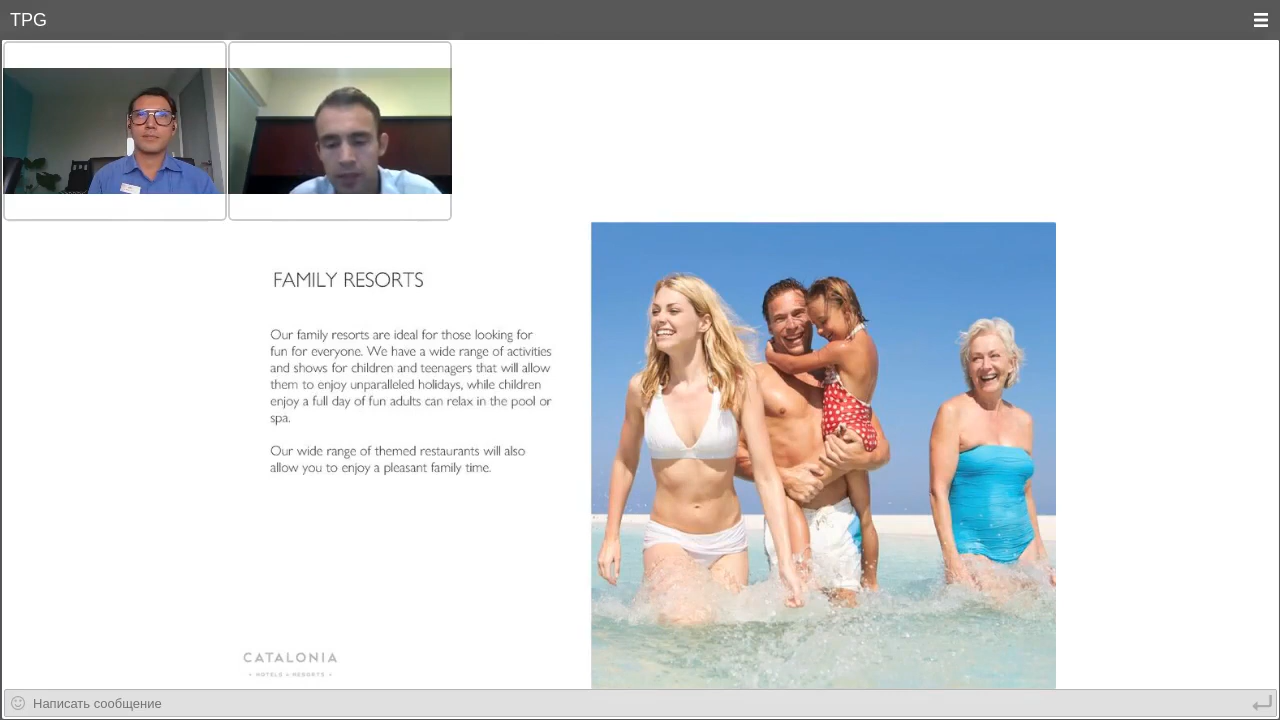 TPG
FAMILY RESORTS
Our family resorts are ideal for those looking for
fun for everyone. We have a wide range of activities
and shows for children and teenagers that will allow
them to enjoy unparalleled holidays, while children
enjoy a full day of fun adults can relax in the pool or
spa.
Our wide range of themed restaurants will also
allow you to enjoy a pleasant family time.
CATALONIA
HOTELS & RESORTS
Написать сообщение